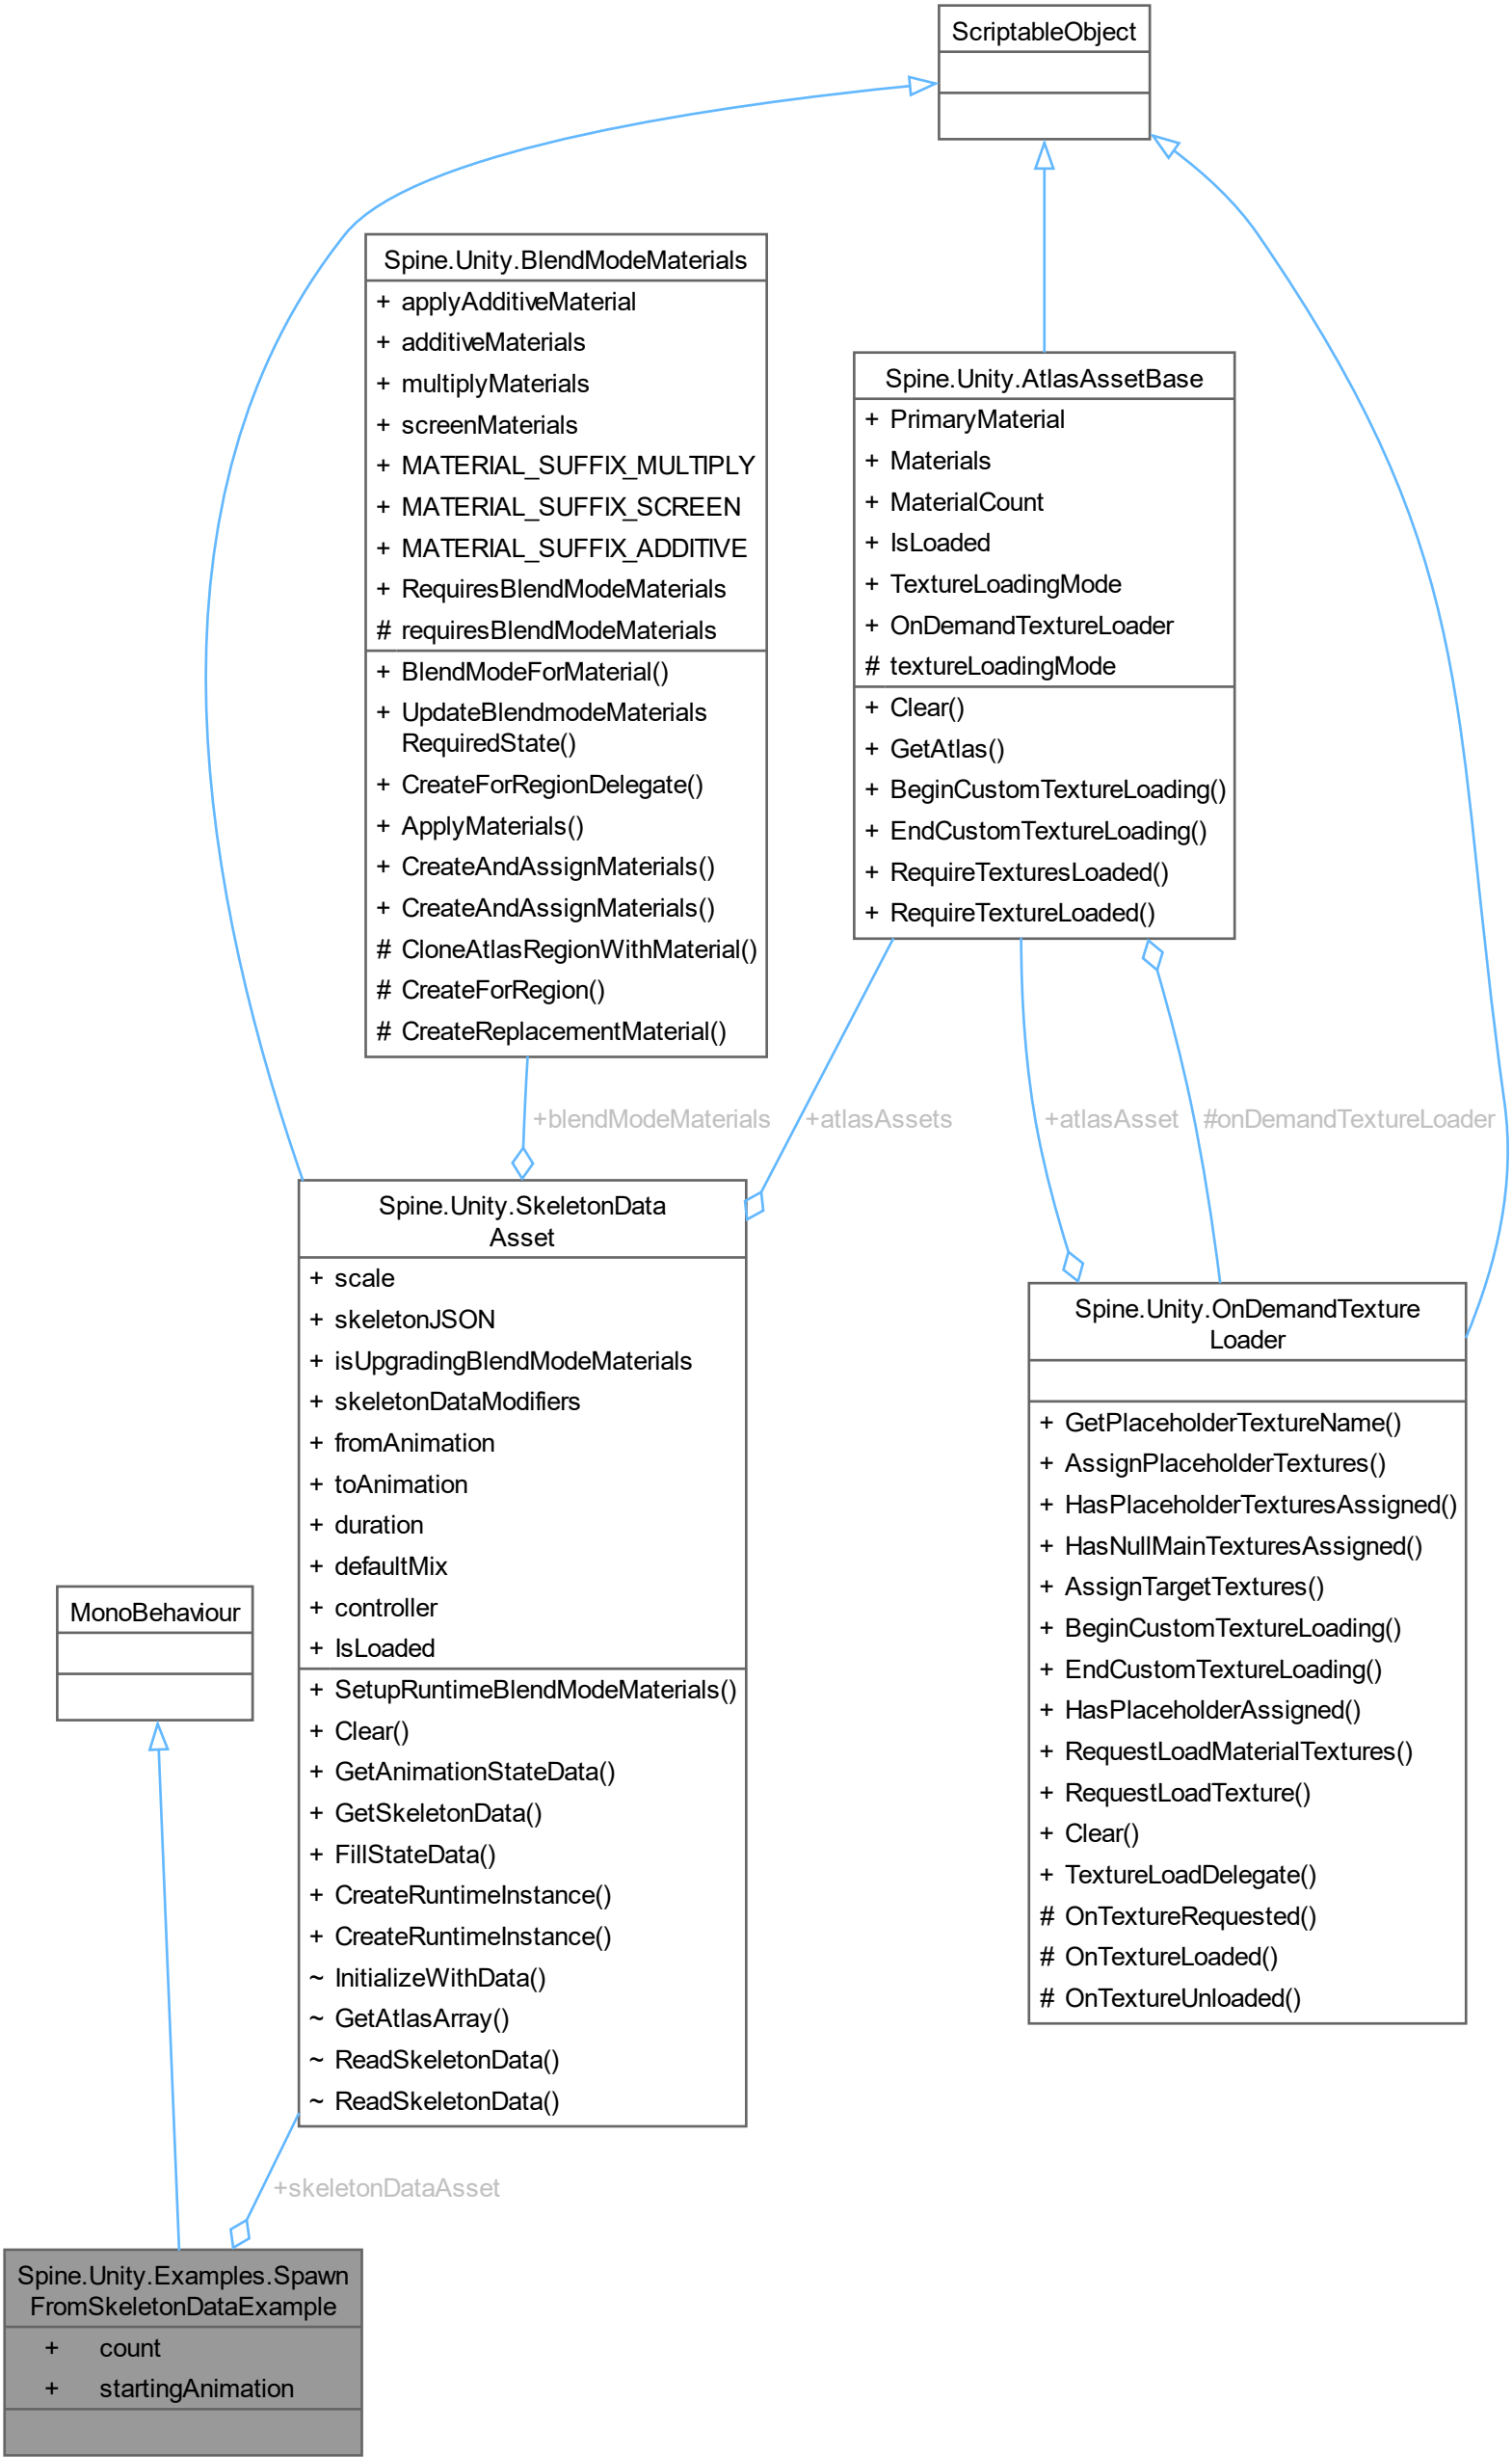 ScriptableObject
Spine.Unity.BlendModeMaterials
+ applyAdditiveMaterial
+ additiveMaterials
+ multiplyMaterials
+ screenMaterials
+ MATERIAL_SUFFIX_MULTIPLY
+ MATERIAL_SUFFIX_SCREEN
+ MATERIAL_SUFFIX_ADDITIVE
+ RequiresBlendModeMaterials
# requiresBlendModeMaterials
+ BlendModeForMaterial()
+ UpdateBlendmodeMaterials
RequiredState()
+ CreateForRegionDelegate()
+ ApplyMaterials()
+ CreateAndAssignMaterials()
+ CreateAndAssignMaterials()
# CloneAtlasRegionWithMaterial()
# CreateForRegion()
# CreateReplacementMaterial()
Spine.Unity.AtlasAssetBase
+ PrimaryMaterial
+ Materials
+ MaterialCount
+ IsLoaded
+ TextureLoadingMode
+ OnDemandTextureLoader
# textureLoadingMode
+ Clear()
+ GetAtlas()
+ BeginCustomTextureLoading()
+ EndCustomTextureLoading()
+ RequireTexturesLoaded()
+ RequireTextureLoaded()
+blendModeMaterials
+atlasAssets
+atlasAsset
#onDemandTextureLoader
Spine.Unity.SkeletonData
Asset
+ scale
+ skeletonJSON
+ isUpgradingBlendModeMaterials
+ skeletonDataModifiers
+ fromAnimation
+ toAnimation
+ duration
+ defaultMix
+ controller
+ IsLoaded
+ SetupRuntimeBlendModeMaterials()
+ Clear()
+ GetAnimationStateData()
+ GetSkeletonData()
+ FillStateData()
+ CreateRuntimeInstance()
+ CreateRuntimeInstance()
~ InitializeWithData()
~ GetAtlasArray()
~ ReadSkeletonData()
~ ReadSkeletonData()
Spine.Unity.OnDemandTexture
Loader
+ GetPlaceholderTextureName()
+ AssignPlaceholderTextures()
+ HasPlaceholderTexturesAssigned()
+ HasNullMainTexturesAssigned()
+ AssignTargetTextures()
+ BeginCustomTextureLoading()
+ EndCustomTextureLoading()
+ HasPlaceholderAssigned()
+ RequestLoadMaterialTextures()
+ RequestLoadTexture()
+ Clear()
+ TextureLoadDelegate()
# OnTextureRequested()
# OnTextureLoaded()
# OnTextureUnloaded()
MonoBehaviour
+skeletonDataAsset
Spine.Unity.Examples.Spawn
FromSkeletonDataExample
+ count
+ startingAnimation